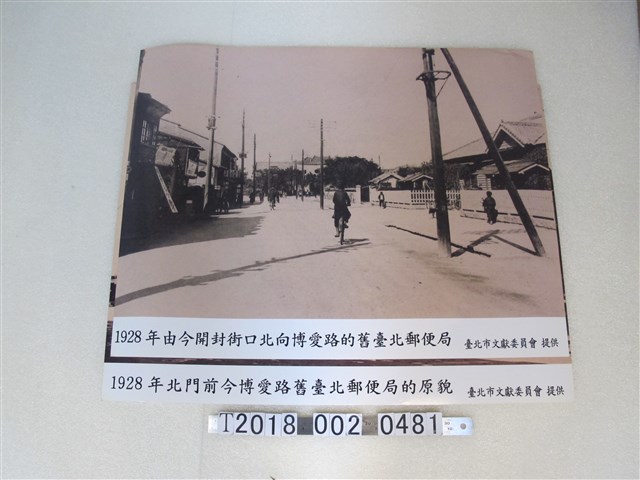 1928 年由今開封街口北向博愛路的舊臺北郵便局 臺北市文獻委員會 提供
1928 年北門前今博愛路舊臺北郵便局的原貌 臺北市文獻委員會 提供
T2018 002 0481